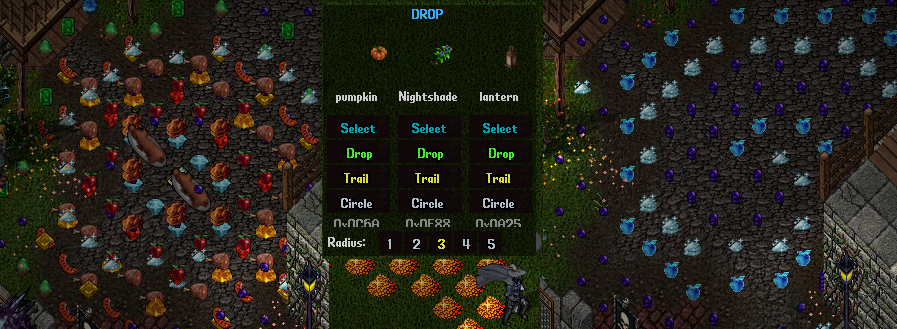 DROP
pumpkin Nightshade lantern
Select Select Select
Drop Drop Drop
Trail Trail Trail
Circle Circle Circle
0x0C6A 0x0E88 0x0A25
Radius: 1 2 3 4 5